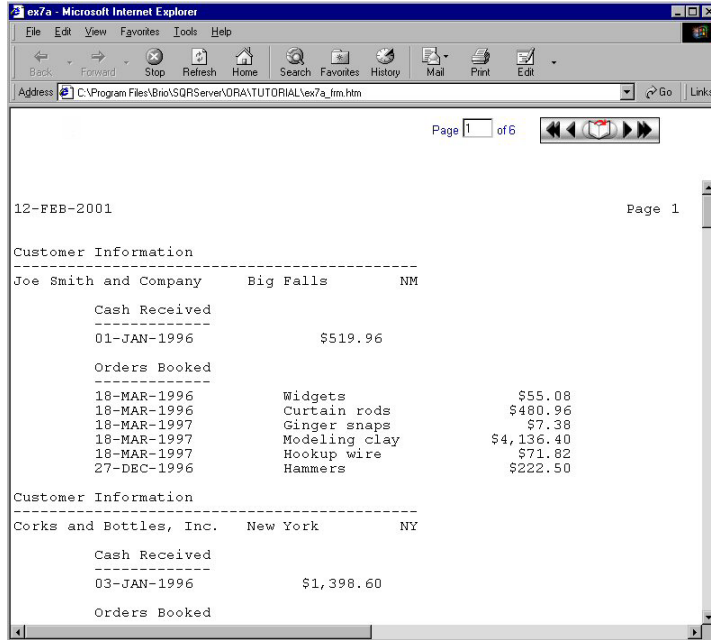 ex7a - Microsoft Internet Explorer
File Edit View Favorites Tools Help
Back Forward Stop Refresh Home Search Favorites History Mail Print Edit
Address C:\Program Files\Brio\SQRServer\ORA\TUTORIAL\ex7a_frm.htm Go Links
Page 1 of 6
12-FEB-2001 Page 1
Customer Information
----------------------------------------------
Joe Smith and Company Big Falls NM
Cash Received
-------------
01-JAN-1996 $519.96
Orders Booked
-------------
18-MAR-1996 Widgets $55.08
18-MAR-1996 Curtain rods $480.96
18-MAR-1997 Ginger snaps $7.38
18-MAR-1997 Modeling clay $4,136.40
18-MAR-1997 Hookup wire $71.82
27-DEC-1996 Hammers $222.50
Customer Information
----------------------------------------------
Corks and Bottles, Inc. New York NY
Cash Received
-------------
03-JAN-1996 $1,398.60
Orders Booked